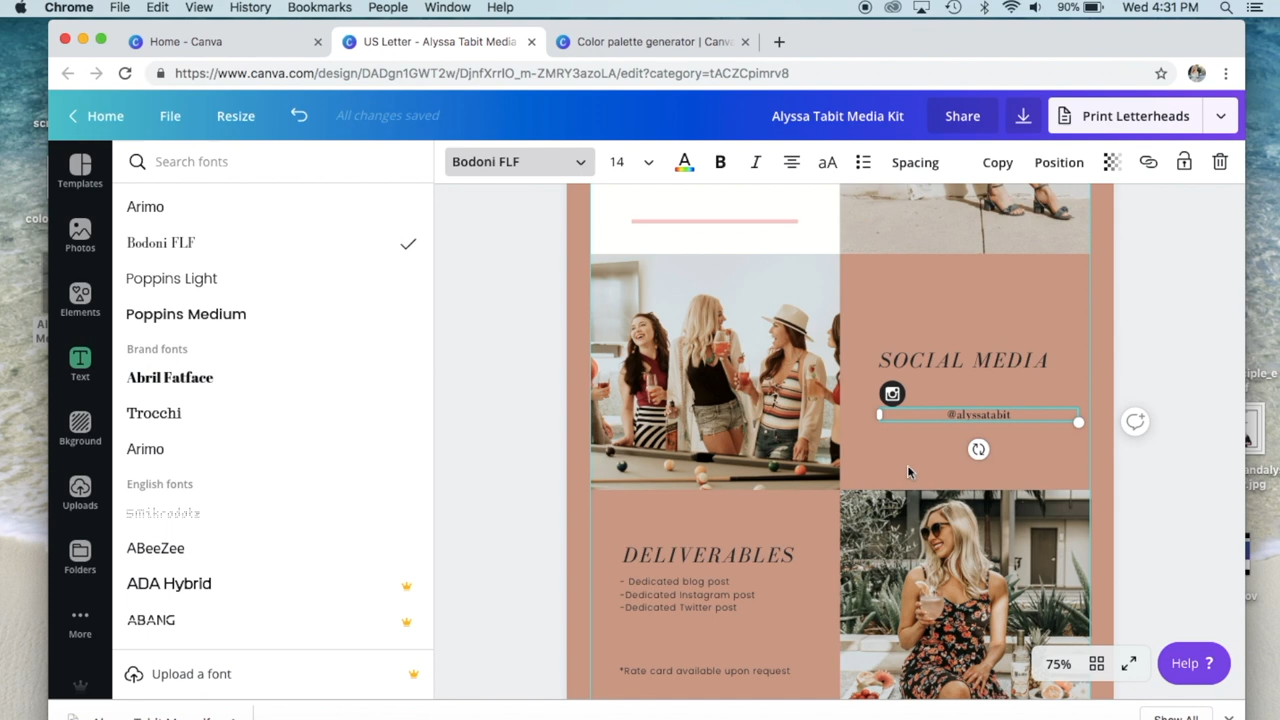 Chrome File Edit View History Bookmarks People Window Help 90% Wed 4:31 PM
Home - Canva US Letter - Alyssa Tabit Media Color palette generator | Canv
https://www.canva.com/design/DADgn1GWT2w/DjnfXrrlO_m-ZMRY3azoLA/edit?category=tACZCpimrv8
Home File Resize All changes saved Alyssa Tabit Media Kit Share Print Letterheads
Templates
Photos
Elements
Text
Bkground
Uploads
Folders
More
Search fonts
Arimo
Bodoni FLF
Poppins Light
Poppins Medium
Brand fonts
Abril Fatface
Trocchi
Arimo
English fonts
ABeeZee
ADA Hybrid
ABANG
Upload a font
Bodoni FLF 14 A B I aA Spacing Copy Position
SOCIAL MEDIA
@alyssatabit
DELIVERABLES
- Dedicated blog post
-Dedicated Instagram post
-Dedicated Twitter post
*Rate card available upon request
75% Help ?
Show All